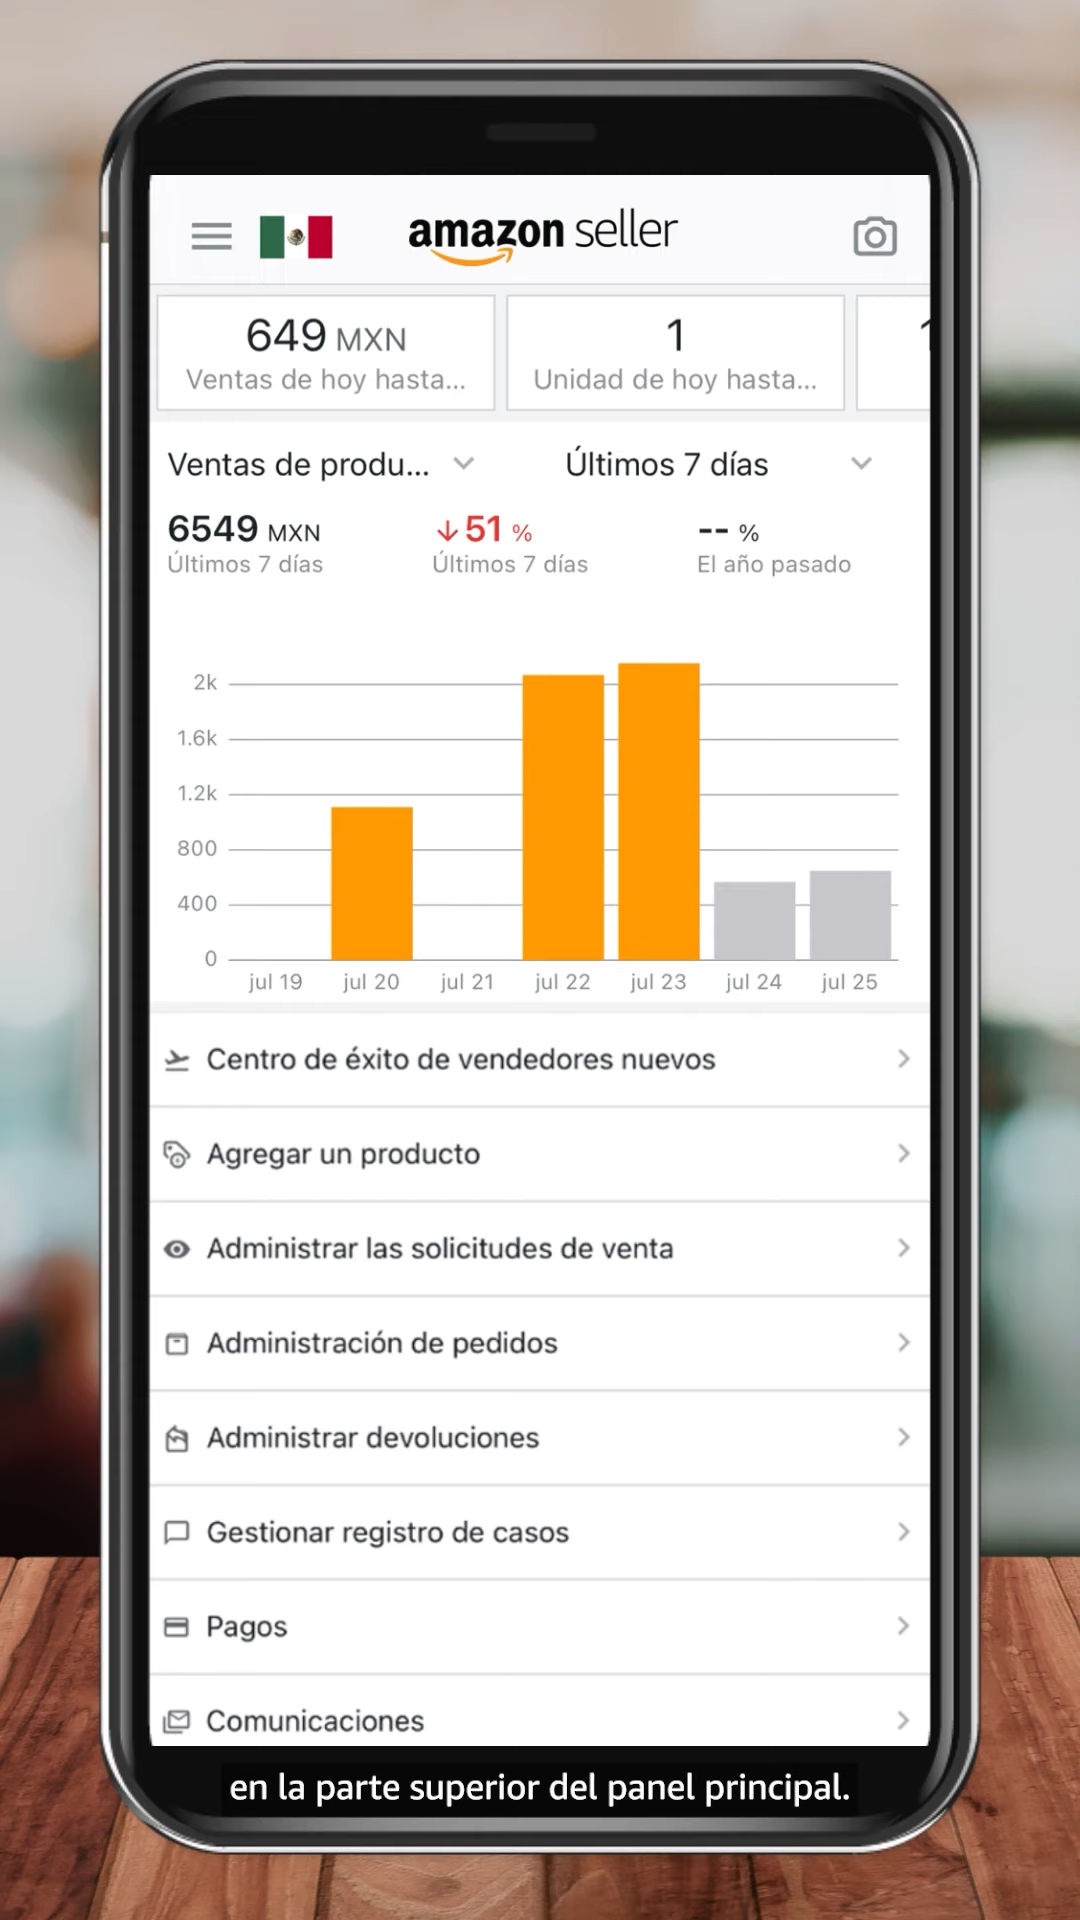 amazon seller
649 MXN
Ventas de hoy hasta...
1
Unidad de hoy hasta...
Ventas de produ...
Últimos 7 días
6549 MXN
Últimos 7 días
↓51 %
Últimos 7 días
-- %
El año pasado
2k
1.6k
1.2k
800
400
0
jul 19
jul 20
jul 21
jul 22
jul 23
jul 24
jul 25
Centro de éxito de vendedores nuevos
Agregar un producto
Administrar las solicitudes de venta
Administración de pedidos
Administrar devoluciones
Gestionar registro de casos
Pagos
Comunicaciones
en la parte superior del panel principal.